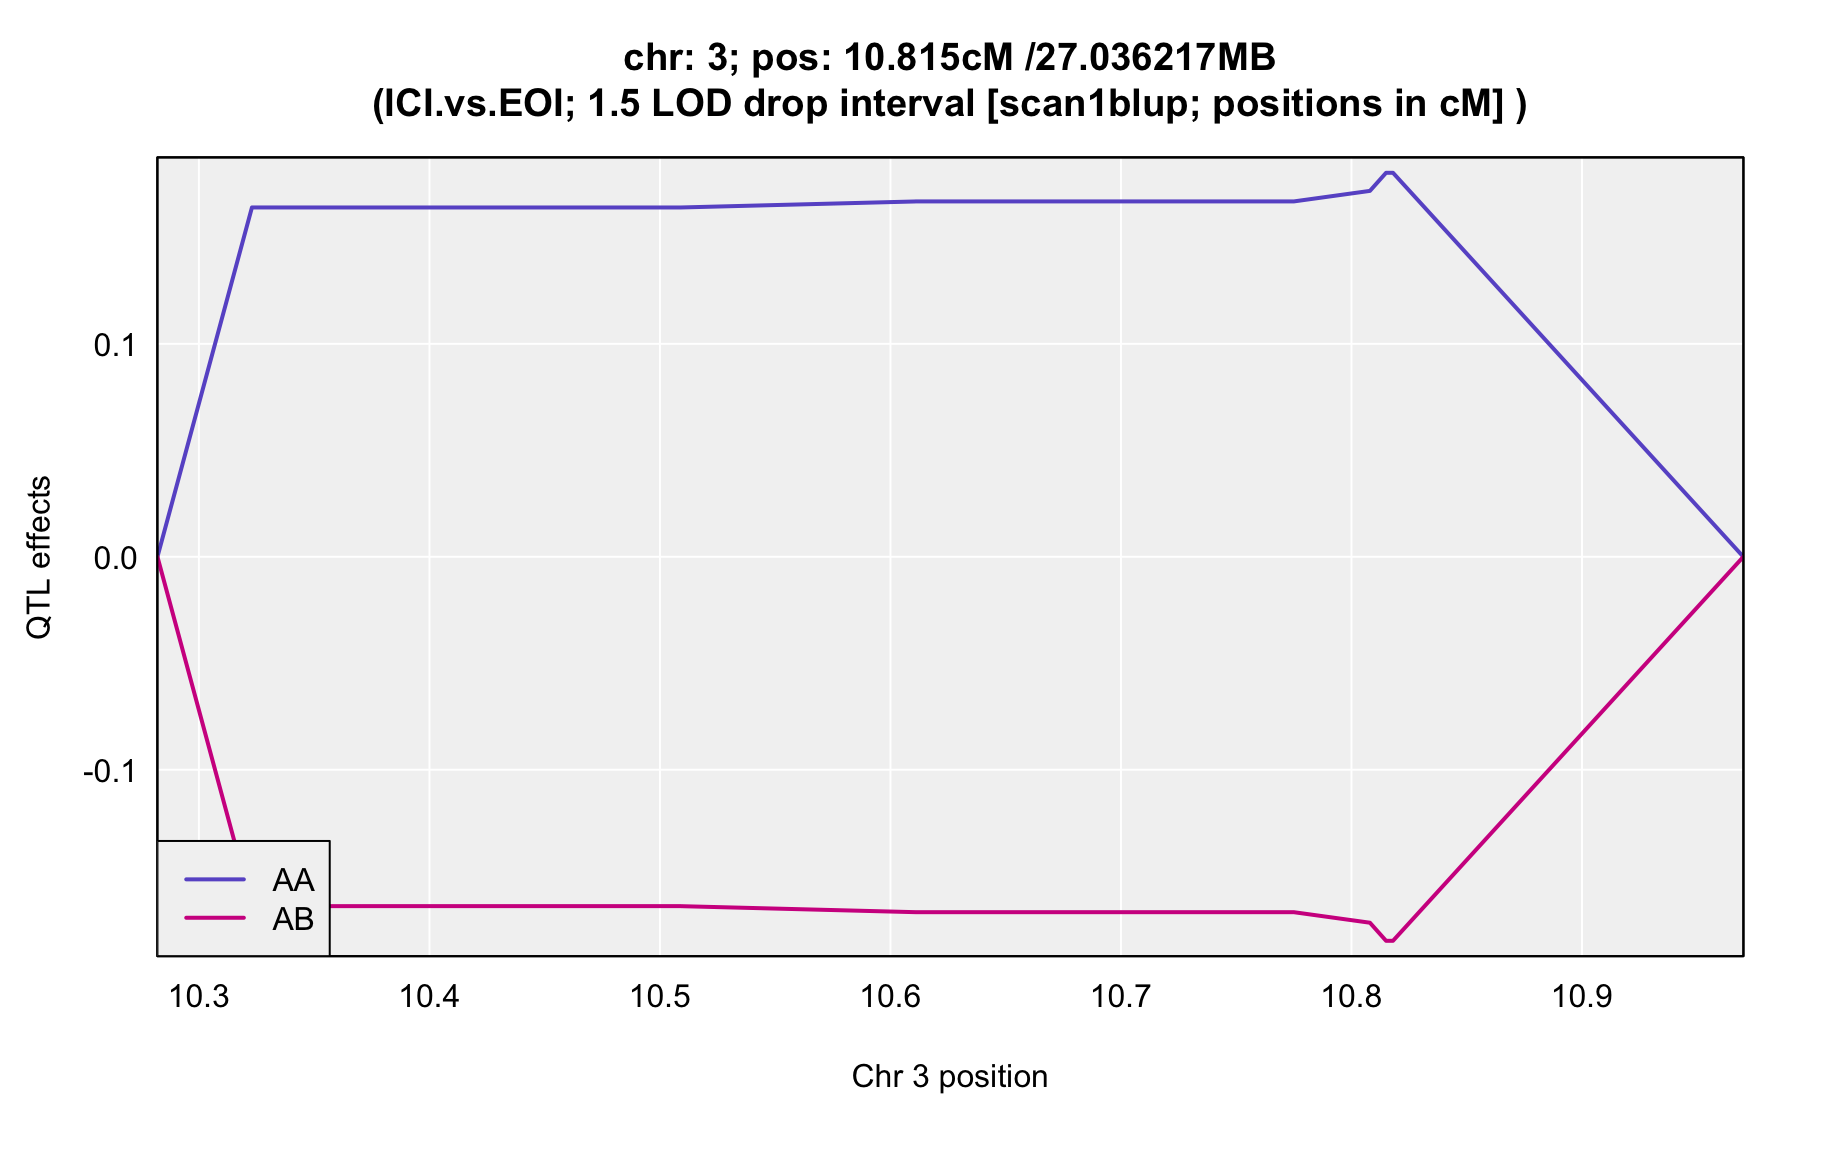 chr: 3; pos: 10.815cM /27.036217MB
(ICI.vs.EOI; 1.5 LOD drop interval [scan1blup; positions in cM] )
QTL effects
0.1
0.0
-0.1
AA
AB
10.3 10.4 10.5 10.6 10.7 10.8 10.9
Chr 3 position